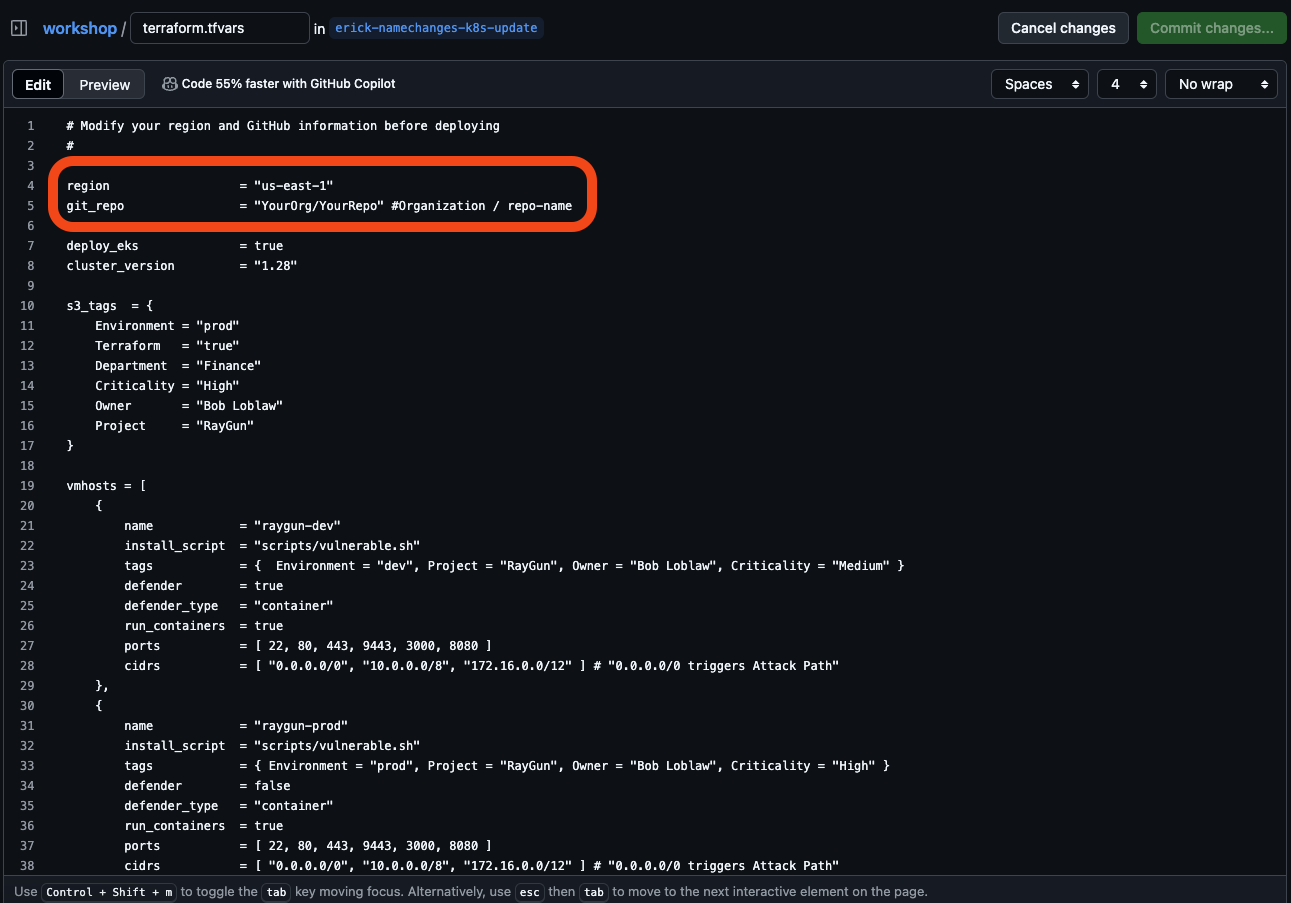 workshop / terraform.tfvars in erick-namechanges-k8s-update Cancel changes Commit changes...
Edit Preview Code 55% faster with GitHub Copilot Spaces 4 No wrap
1 # Modify your region and GitHub information before deploying
2 #
3
4 region = "us-east-1"
5 git_repo = "YourOrg/YourRepo" #Organization / repo-name
6
7 deploy_eks = true
8 cluster_version = "1.28"
9
10 s3_tags = {
11 Environment = "prod"
12 Terraform = "true"
13 Department = "Finance"
14 Criticality = "High"
15 Owner = "Bob Loblaw"
16 Project = "RayGun"
17 }
18
19 vmhosts = [
20 {
21 name = "raygun-dev"
22 install_script = "scripts/vulnerable.sh"
23 tags = { Environment = "dev", Project = "RayGun", Owner = "Bob Loblaw", Criticality = "Medium" }
24 defender = true
25 defender_type = "container"
26 run_containers = true
27 ports = [ 22, 80, 443, 9443, 3000, 8080 ]
28 cidrs = [ "0.0.0.0/0", "10.0.0.0/8", "172.16.0.0/12" ] # "0.0.0.0/0 triggers Attack Path"
29 },
30 {
31 name = "raygun-prod"
32 install_script = "scripts/vulnerable.sh"
33 tags = { Environment = "prod", Project = "RayGun", Owner = "Bob Loblaw", Criticality = "High" }
34 defender = false
35 defender_type = "container"
36 run_containers = true
37 ports = [ 22, 80, 443, 9443, 3000, 8080 ]
38 cidrs = [ "0.0.0.0/0", "10.0.0.0/8", "172.16.0.0/12" ] # "0.0.0.0/0 triggers Attack Path"
Use Control + Shift + m to toggle the tab key moving focus. Alternatively, use esc then tab to move to the next interactive element on the page.